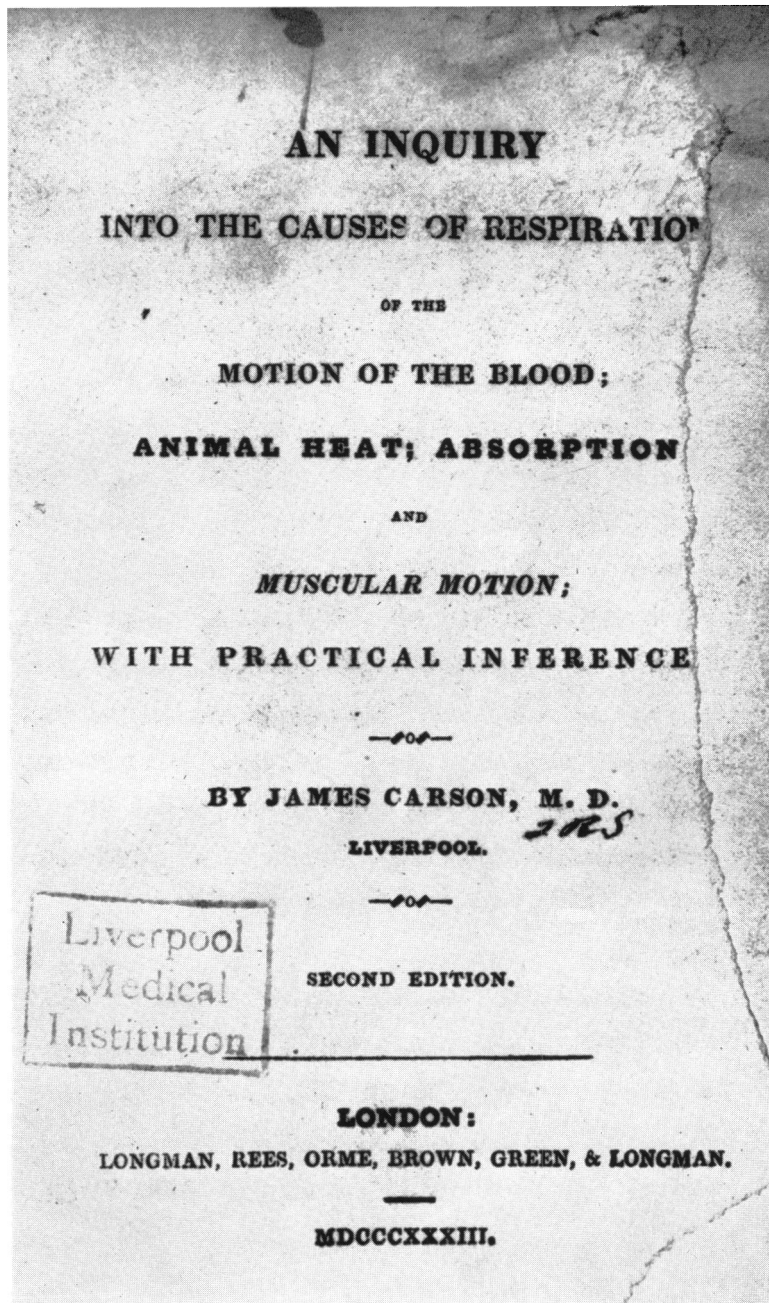 AN INQUIRY
INTO THE CAUSES OF RESPIRATION
OF THE
MOTION OF THE BLOOD;
ANIMAL HEAT; ABSORPTION
AND
MUSCULAR MOTION;
WITH PRACTICAL INFERENCE
BY JAMES CARSON, M. D.
LIVERPOOL.
Liverpool
Medical
Institution
SECOND EDITION.
LONDON:
LONGMAN, REES, ORME, BROWN, GREEN, & LONGMAN.
MDCCCXXXIII.